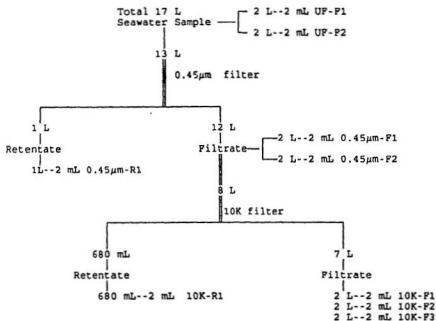 Total 17 L
Seawater Sample
2 L--2 mL UF-F1
2 L--2 mL UF-F2
13 L
0.45μm filter
1 L
Retentate
1L--2 mL 0.45μm-R1
12 L
Filtrate
2 L--2 mL 0.45μm-F1
2 L--2 mL 0.45μm-F2
8 L
10K filter
680 mL
Retentate
680 mL--2 mL 10K-R1
7 L
Filtrate
2 L--2 mL 10K-F1
2 L--2 mL 10K-F2
2 L--2 mL 10K-F3